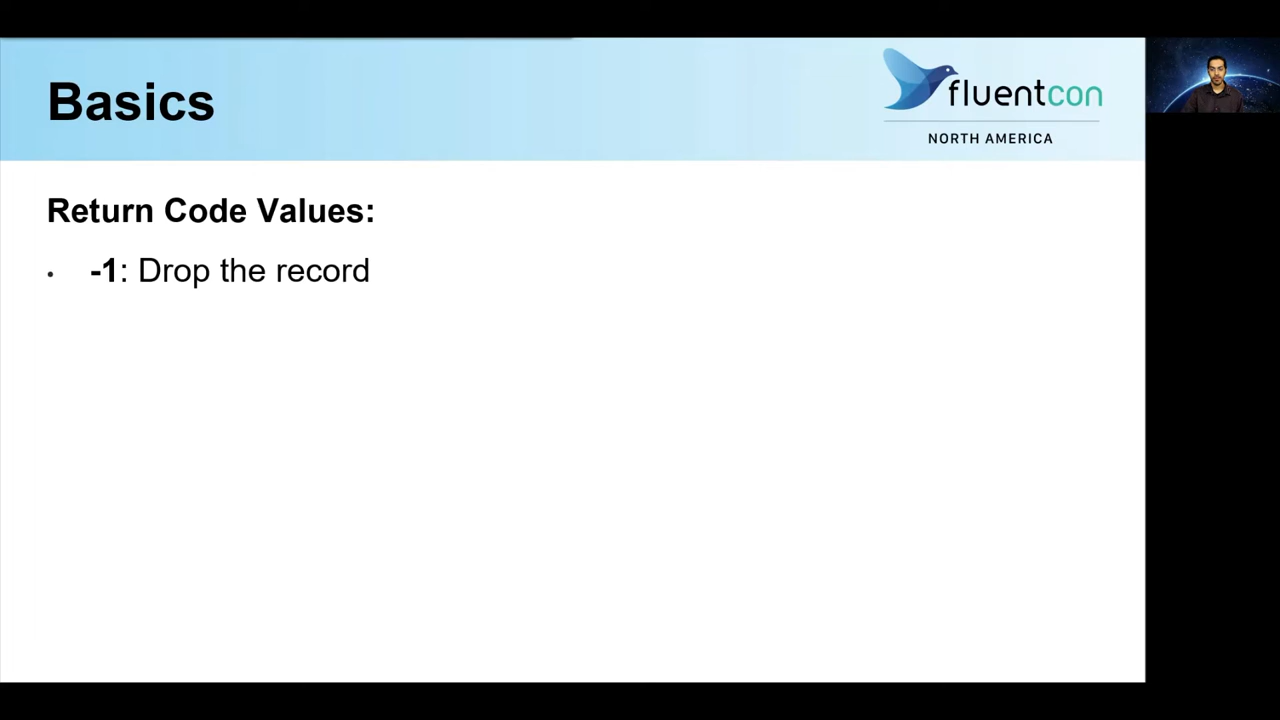 Basics
fluentcon
NORTH AMERICA
Return Code Values:
• -1: Drop the record